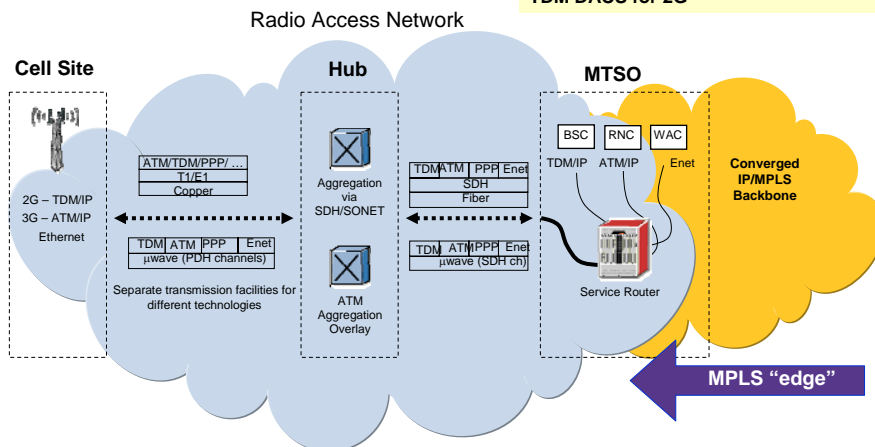 TDM DACS for 2G
Radio Access Network
Cell Site
Hub
MTSO
BSC
RNC
WAC
TDM/IP
ATM/IP
Enet
ATM/TDM/PPP/ …
T1/E1
Copper
TDM
ATM
PPP
Enet
SDH
Fiber
Aggregation
via
SDH/SONET
Converged
IP/MPLS
Backbone
2G – TDM/IP
3G – ATM/IP
Ethernet
TDM
ATM
PPP
Enet
μwave (PDH channels)
TDM
ATM
PPP
Enet
μwave (SDH ch)
Separate transmission facilities for
different technologies
ATM
Aggregation
Overlay
Service Router
MPLS “edge”